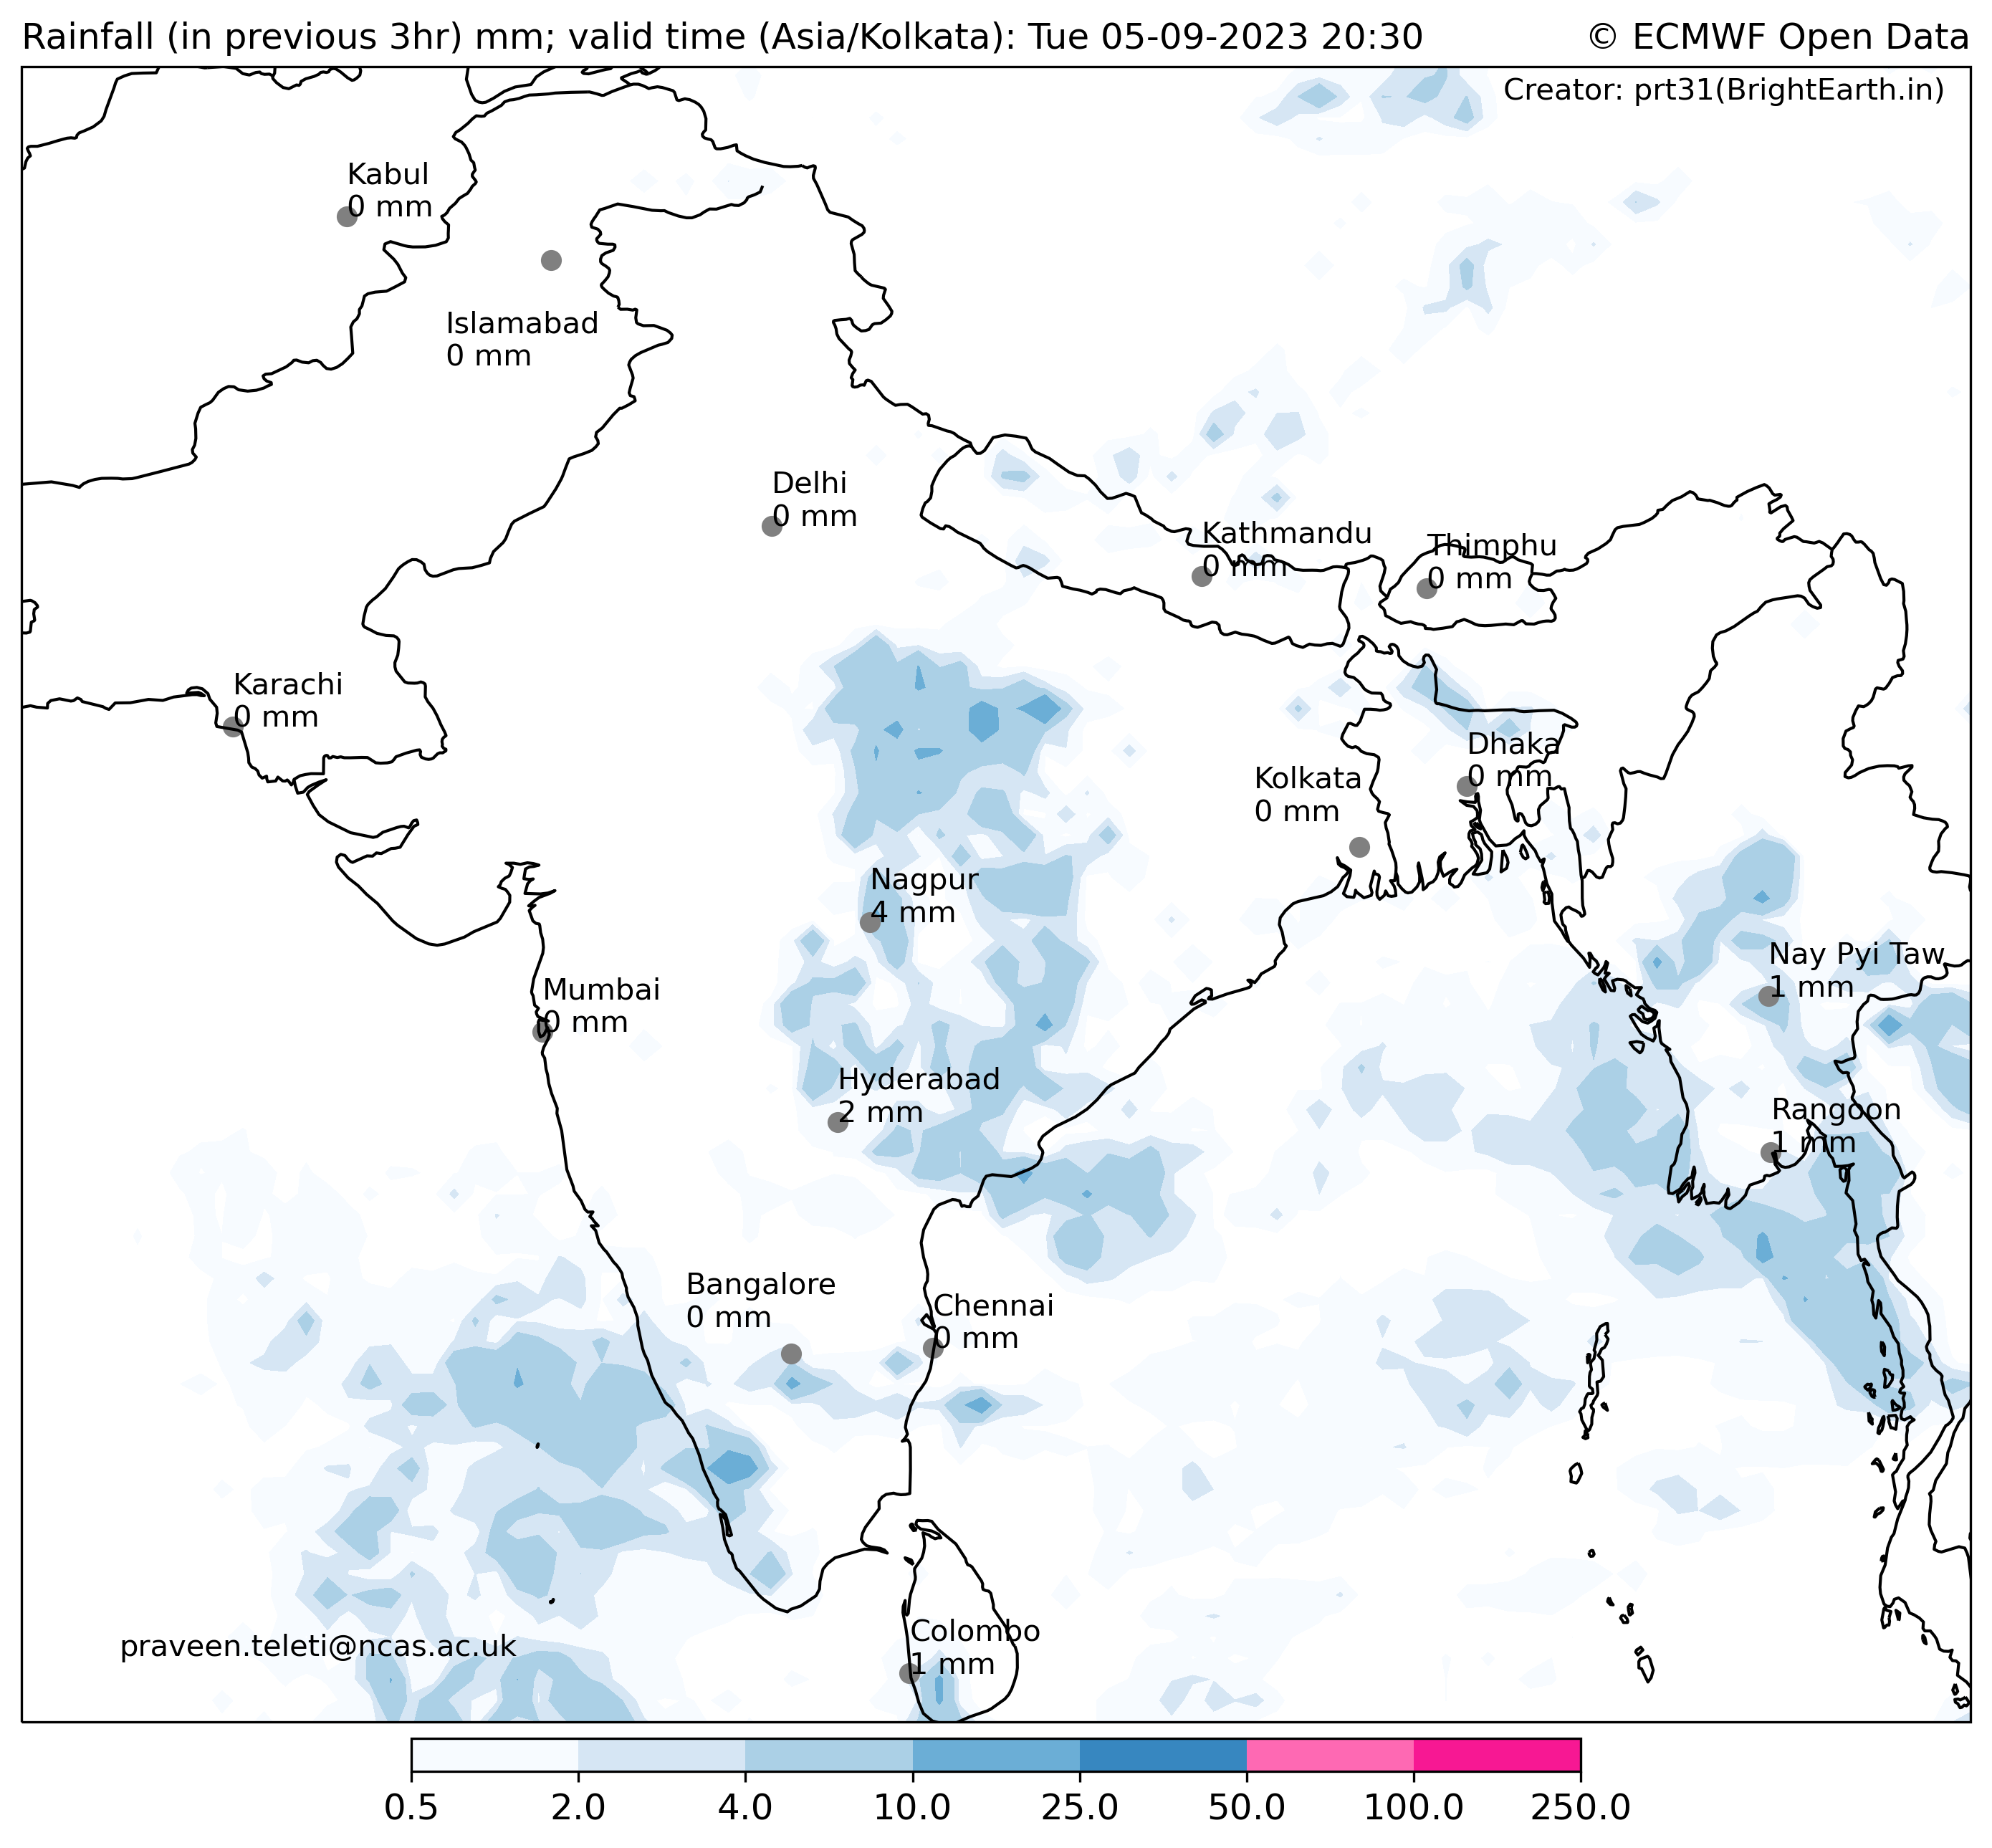 Rainfall (in previous 3hr) mm; valid time (Asia/Kolkata): Tue 05-09-2023 20:30
© ECMWF Open Data
Creator: prt31(BrightEarth.in)
Kabul
0 mm
Islamabad
0 mm
Delhi
0 mm
Kathmandu
0 mm
Thimphu
0 mm
Karachi
0 mm
Dhaka
0 mm
Kolkata
0 mm
Nagpur
4 mm
Nay Pyi Taw
1 mm
Mumbai
0 mm
Hyderabad
2 mm
Rangoon
1 mm
Bangalore
0 mm
Chennai
0 mm
Colombo
1 mm
praveen.teleti@ncas.ac.uk
0.5 2.0 4.0 10.0 25.0 50.0 100.0 250.0